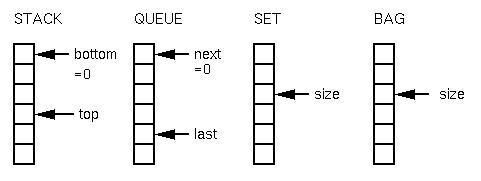 STACK QUEUE SET BAG
bottom next
=0 =0
size size
top
last